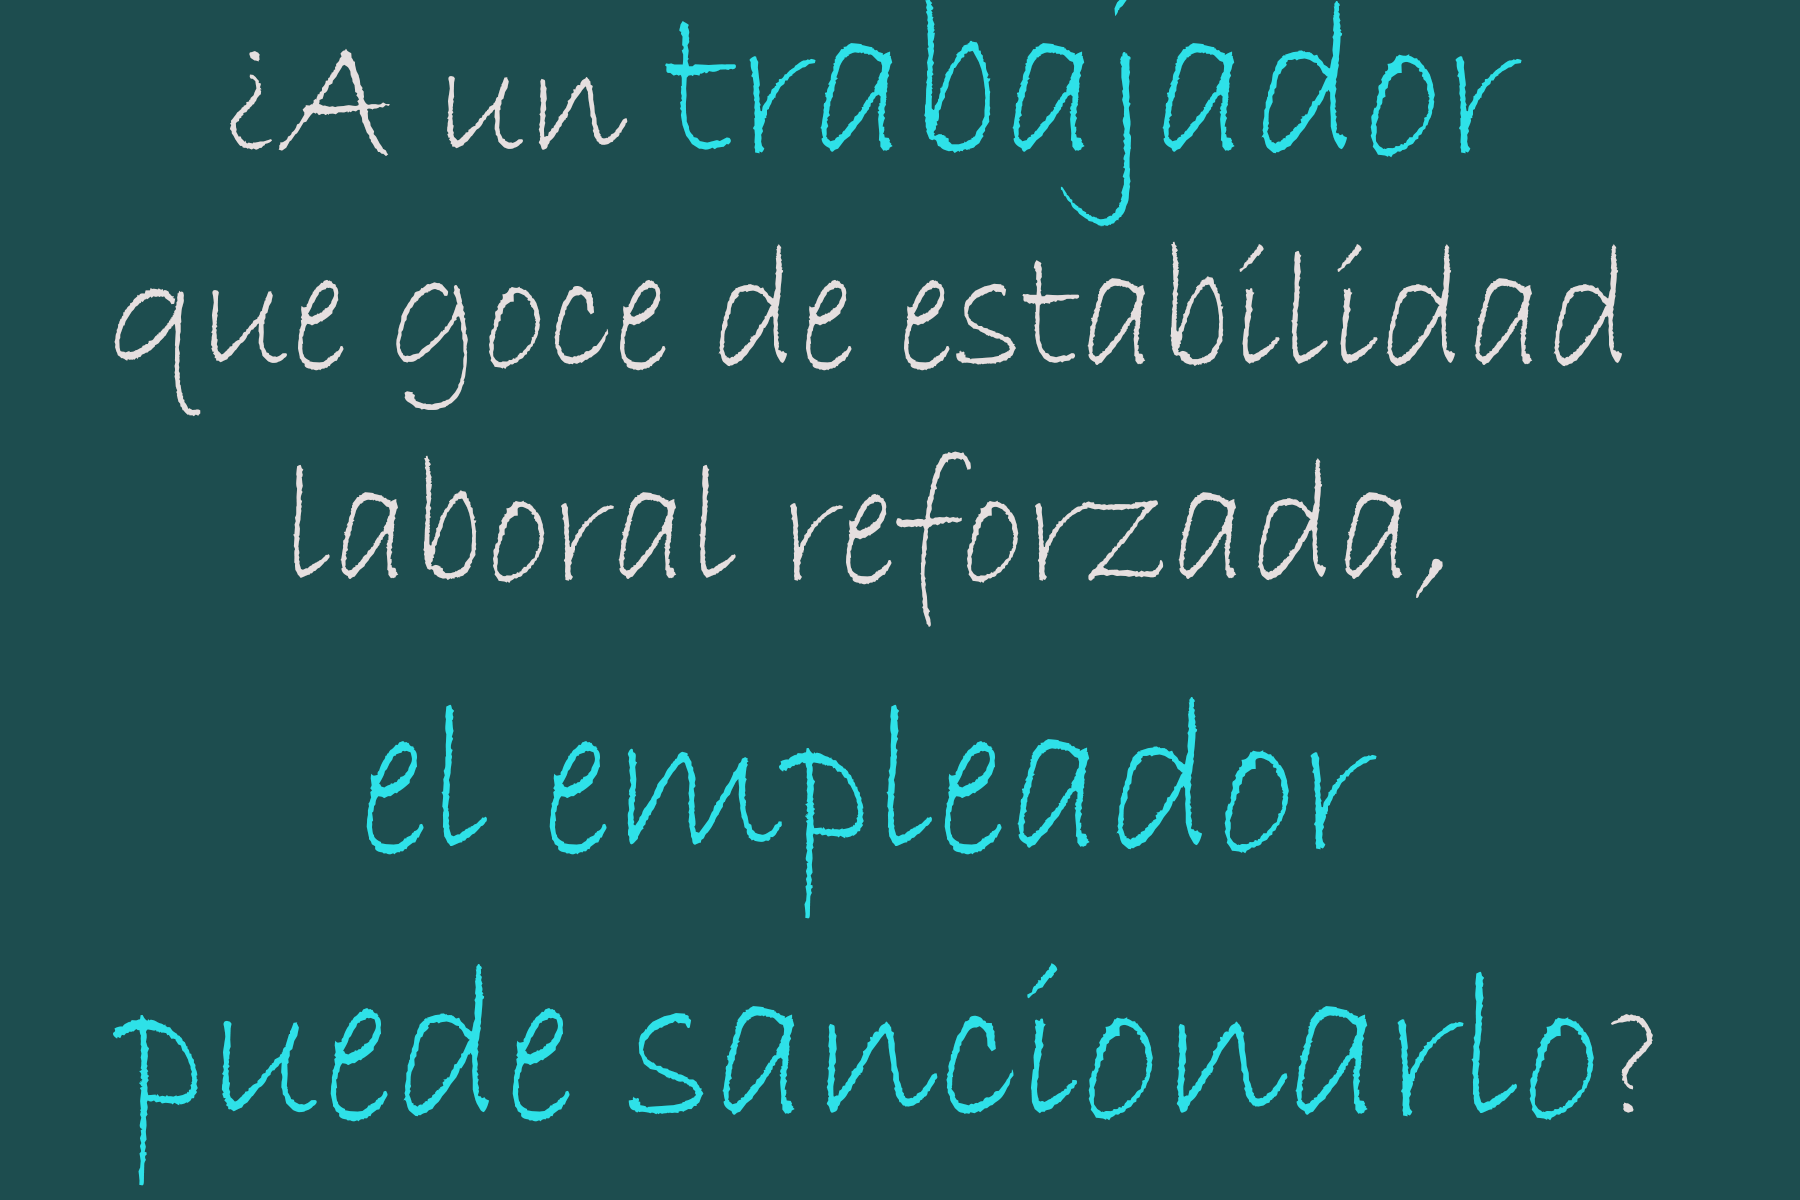 ¿A un trabajador
que goce de estabilidad
laboral reforzada,
el empleador
puede sancionarlo?